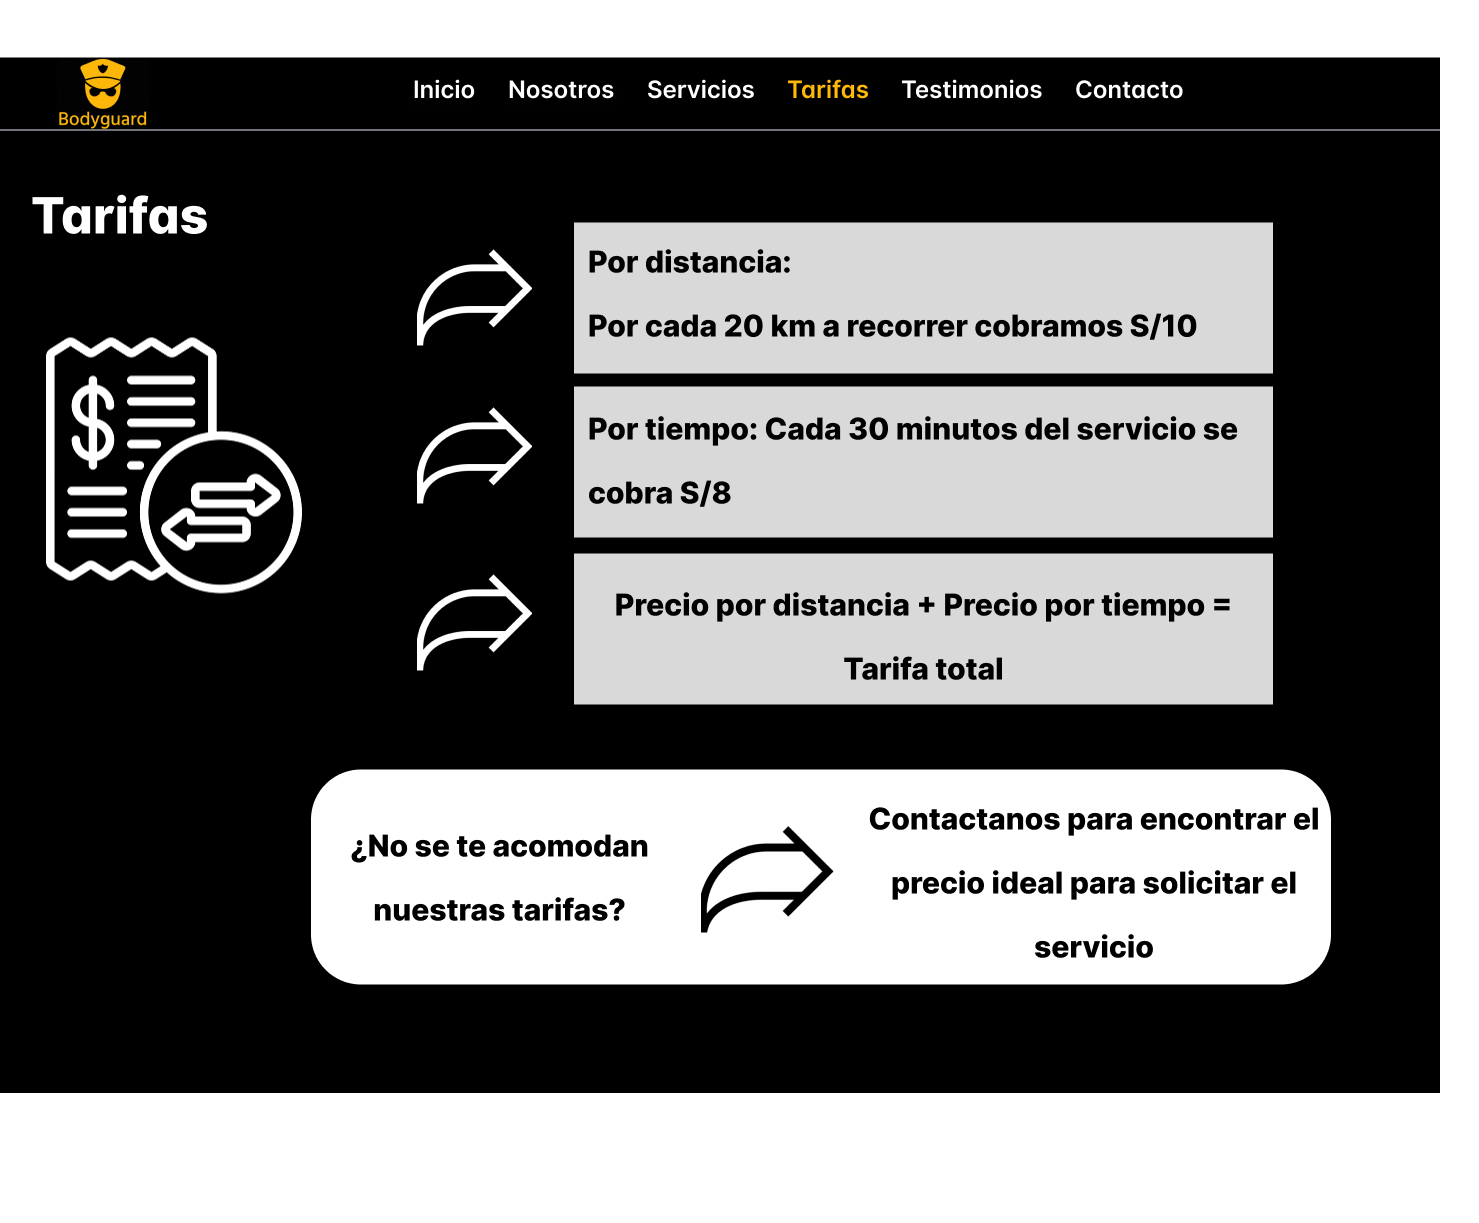 Bodyguard
Inicio Nosotros Servicios Tarifas Testimonios Contacto
Tarifas
Por distancia:
Por cada 20 km a recorrer cobramos S/10
Por tiempo: Cada 30 minutos del servicio se
cobra S/8
Precio por distancia + Precio por tiempo =
Tarifa total
¿No se te acomodan
nuestras tarifas?
Contactanos para encontrar el
precio ideal para solicitar el
servicio